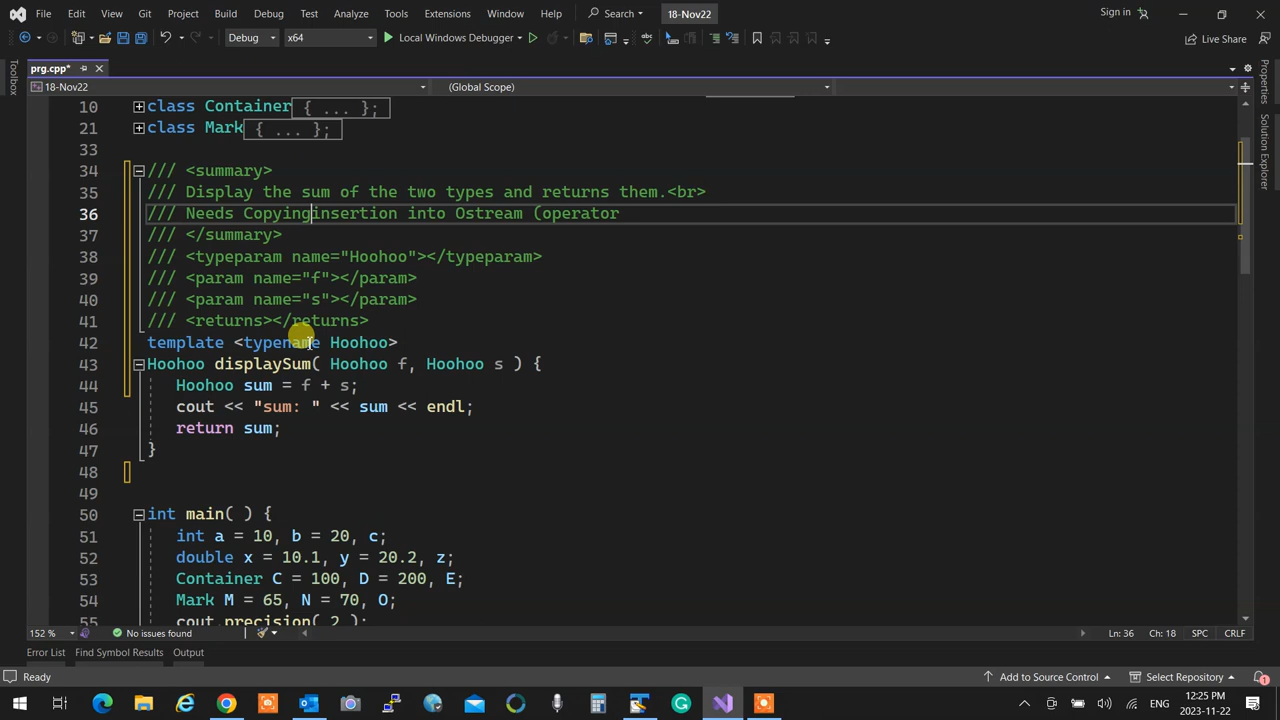 File Edit View Git Project Build Debug Test Analyze Tools Extensions Window Help Search 18-Nov22 Sign in
Debug x64 Local Windows Debugger Live Share
prg.cpp*
18-Nov22 (Global Scope)
Toolbox
Properties
Solution Explorer
10 class Container { ... };
21 class Mark { ... };
33
34 /// <summary>
35 /// Display the sum of the two types and returns them.<br>
36 /// Needs Copyinginsertion into Ostream (operator
37 /// </summary>
38 /// <typeparam name="Hoohoo"></typeparam>
39 /// <param name="f"></param>
40 /// <param name="s"></param>
41 /// <returns></returns>
42 template <typename Hoohoo>
43 Hoohoo displaySum( Hoohoo f, Hoohoo s ) {
44 Hoohoo sum = f + s;
45 cout << "sum: " << sum << endl;
46 return sum;
47 }
48
49
50 int main( ) {
51 int a = 10, b = 20, c;
52 double x = 10.1, y = 20.2, z;
53 Container C = 100, D = 200, E;
54 Mark M = 65, N = 70, O;
55 cout.precision( 2 );
152 % No issues found Ln: 36 Ch: 18 SPC CRLF
Error List Find Symbol Results Output
Ready Add to Source Control Select Repository 1
ENG 12:25 PM
2023-11-22